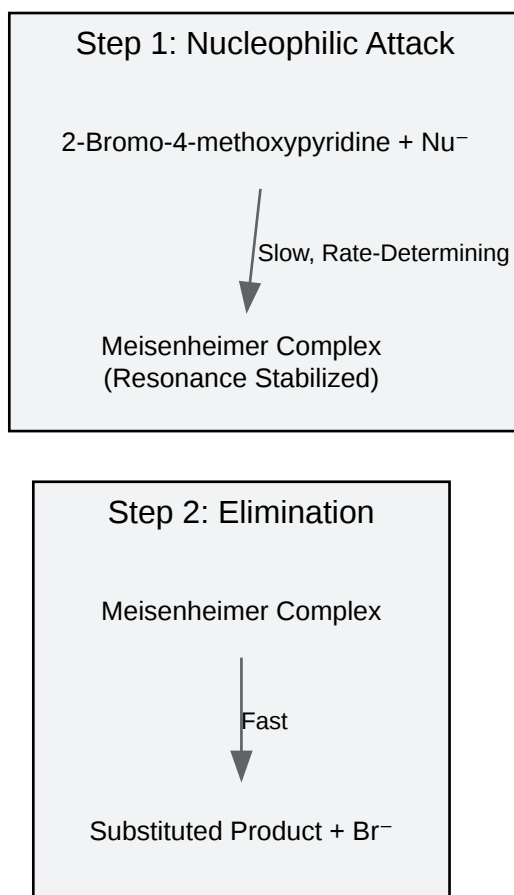 Step 1: Nucleophilic Attack
2-Bromo-4-methoxypyridine + Nu⁻
Slow, Rate-Determining
Meisenheimer Complex
(Resonance Stabilized)
Step 2: Elimination
Meisenheimer Complex
Fast
Substituted Product + Br⁻